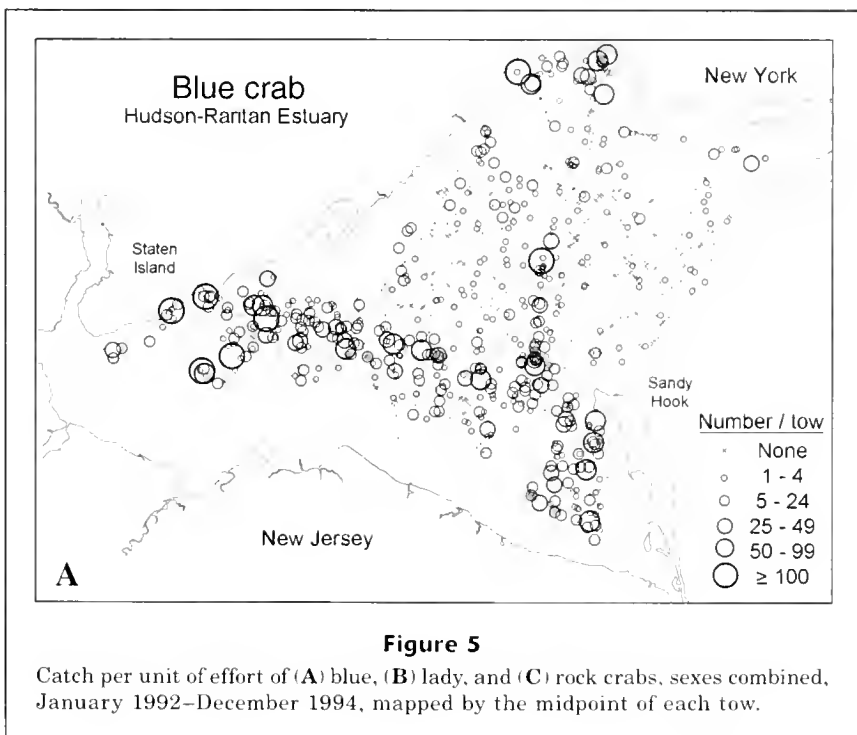 Blue crab
Hudson-Raritan Estuary
New York
Staten
Island
Sandy
Hook
Number / tow
None
1 - 4
5 - 24
25 - 49
50 - 99
≥ 100
New Jersey
A
Figure 5
Catch per unit of effort of (A) blue, (B) lady, and (C) rock crabs, sexes combined,
January 1992–December 1994, mapped by the midpoint of each tow.